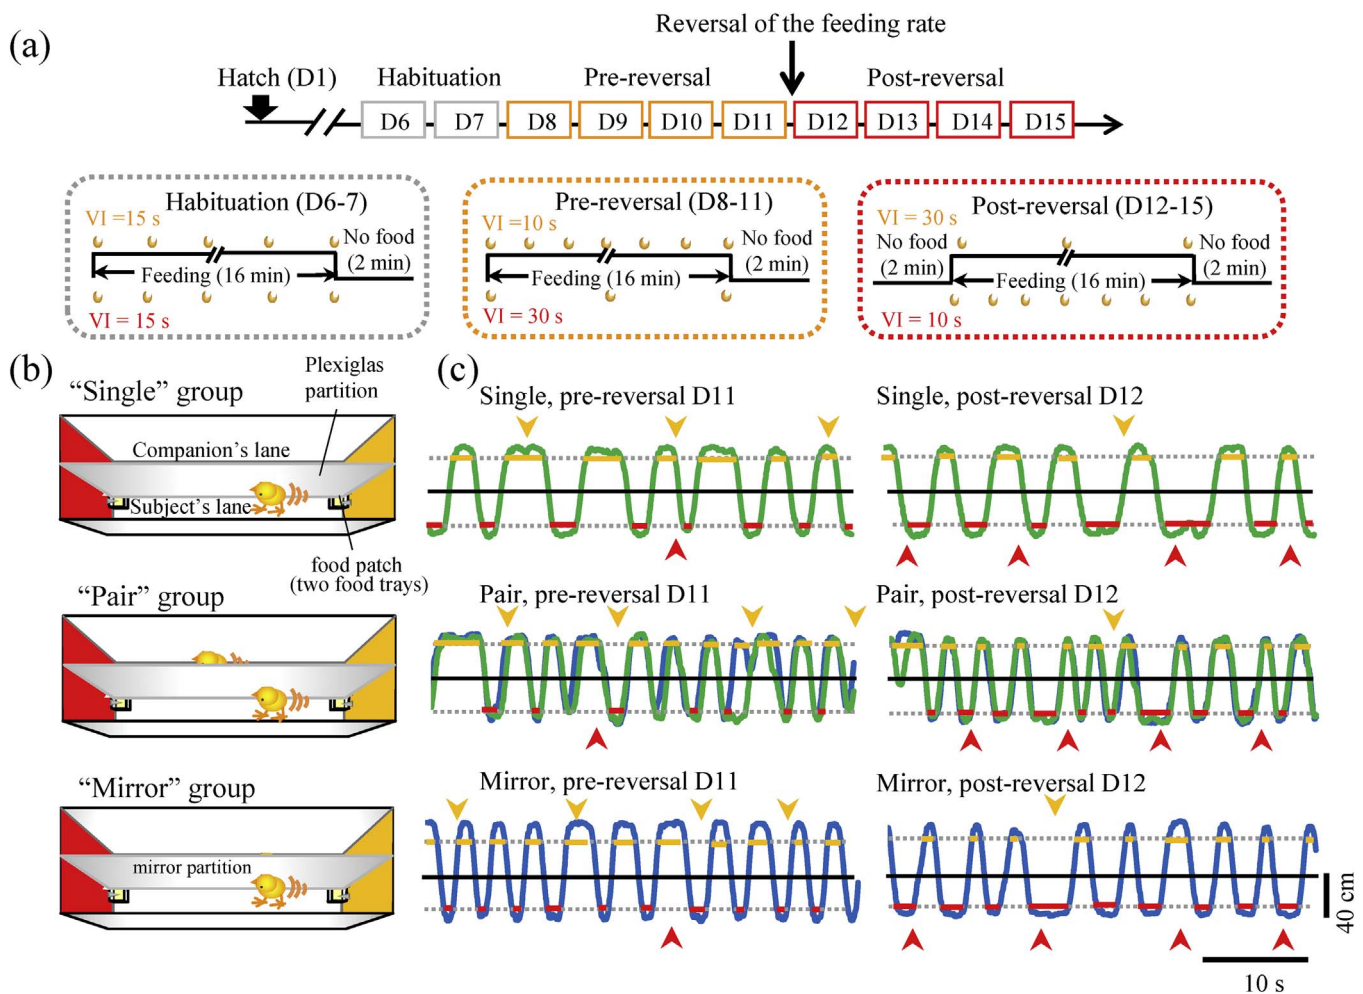 (a)
Reversal of the feeding rate
Hatch (D1)
Habituation
Pre-reversal
Post-reversal
D6 D7 D8 D9 D10 D11 D12 D13 D14 D15
Habituation (D6-7)
VI =15 s
No food
(2 min)
Feeding (16 min)
VI = 15 s
Pre-reversal (D8-11)
VI =10 s
No food
(2 min)
Feeding (16 min)
VI = 30 s
Post-reversal (D12-15)
VI = 30 s
No food
(2 min)
Feeding (16 min)
No food
(2 min)
VI = 10 s
(b)
"Single" group
Plexiglas
partition
Companion's lane
Subject's lane
food patch
(two food trays)
"Pair" group
"Mirror" group
mirror partition
(c)
Single, pre-reversal D11
Single, post-reversal D12
Pair, pre-reversal D11
Pair, post-reversal D12
Mirror, pre-reversal D11
Mirror, post-reversal D12
40 cm
10 s